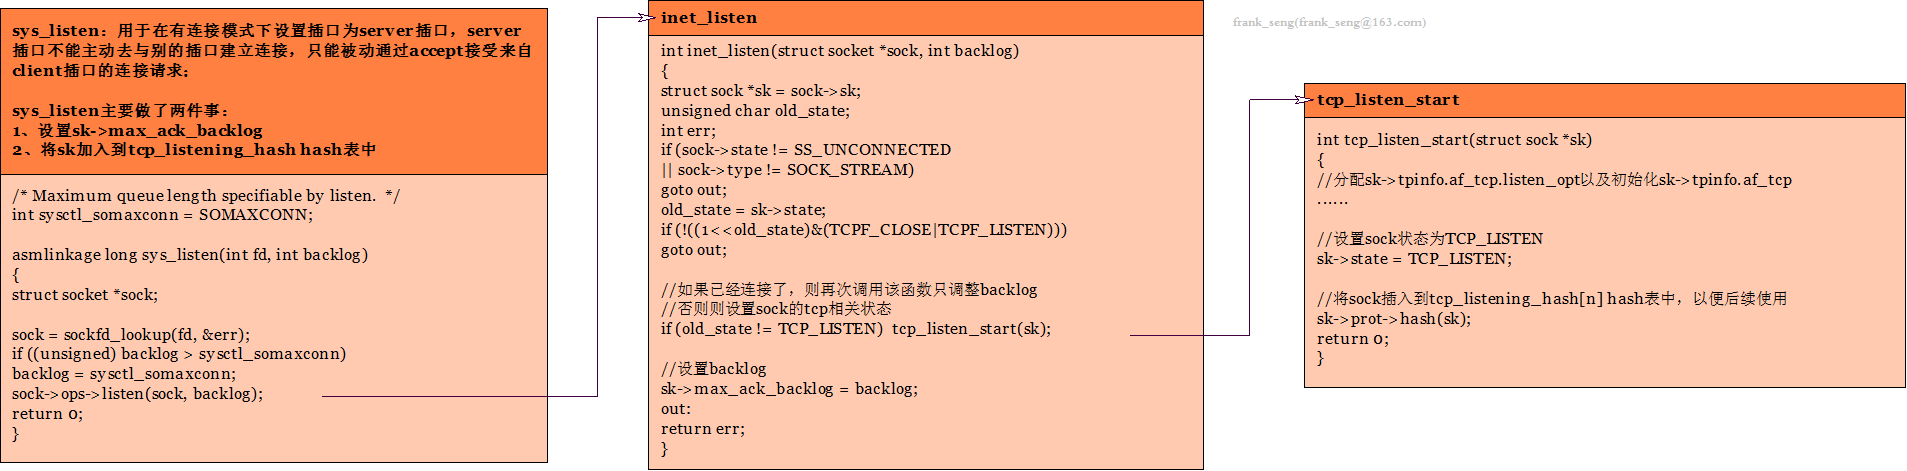 sys_listen：用于在有连接模式下设置插口为server插口，server
插口不能主动去与别的插口建立连接，只能被动通过accept接受来自
client插口的连接请求；
sys_listen主要做了两件事：
1、设置sk->max_ack_backlog
2、将sk加入到tcp_listening_hash hash表中
/* Maximum queue length specifiable by listen.  */
int sysctl_somaxconn = SOMAXCONN;
asmlinkage long sys_listen(int fd, int backlog)
{
struct socket *sock;
sock = sockfd_lookup(fd, &err);
if ((unsigned) backlog > sysctl_somaxconn)
backlog = sysctl_somaxconn;
sock->ops->listen(sock, backlog);
return 0;
}
inet_listen
int inet_listen(struct socket *sock, int backlog)
{
struct sock *sk = sock->sk;
unsigned char old_state;
int err;
if (sock->state != SS_UNCONNECTED
|| sock->type != SOCK_STREAM)
goto out;
old_state = sk->state;
if (!((1<<old_state)&(TCPF_CLOSE|TCPF_LISTEN)))
goto out;
//如果已经连接了，则再次调用该函数只调整backlog
//否则则设置sock的tcp相关状态
if (old_state != TCP_LISTEN)  tcp_listen_start(sk);
//设置backlog
sk->max_ack_backlog = backlog;
out:
return err;
}
frank_seng(frank_seng@163.com)
tcp_listen_start
int tcp_listen_start(struct sock *sk)
{
//分配sk->tpinfo.af_tcp.listen_opt以及初始化sk->tpinfo.af_tcp
......
//设置sock状态为TCP_LISTEN
sk->state = TCP_LISTEN;
//将sock插入到tcp_listening_hash[n] hash表中，以便后续使用
sk->prot->hash(sk);
return 0;
}